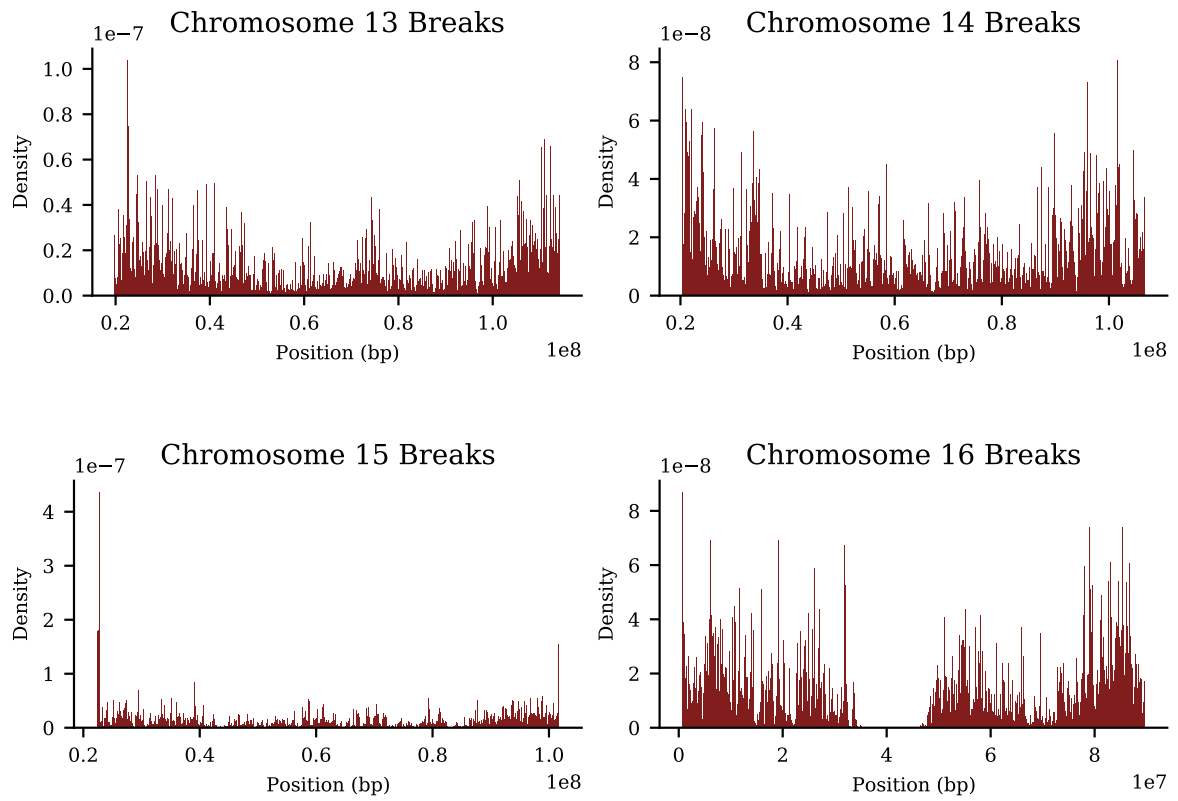 Chromosome 13 Breaks
1e−7
1.0
0.8
0.6
0.4
0.2
0.0
Density
0.2 0.4 0.6 0.8 1.0
Position (bp)
1e8
Chromosome 14 Breaks
1e−8
8
6
4
2
0
Density
0.2 0.4 0.6 0.8 1.0
Position (bp)
1e8
Chromosome 15 Breaks
1e−7
4
3
2
1
0
Density
0.2 0.4 0.6 0.8 1.0
Position (bp)
1e8
Chromosome 16 Breaks
1e−8
8
6
4
2
0
Density
0 2 4 6 8
Position (bp)
1e7